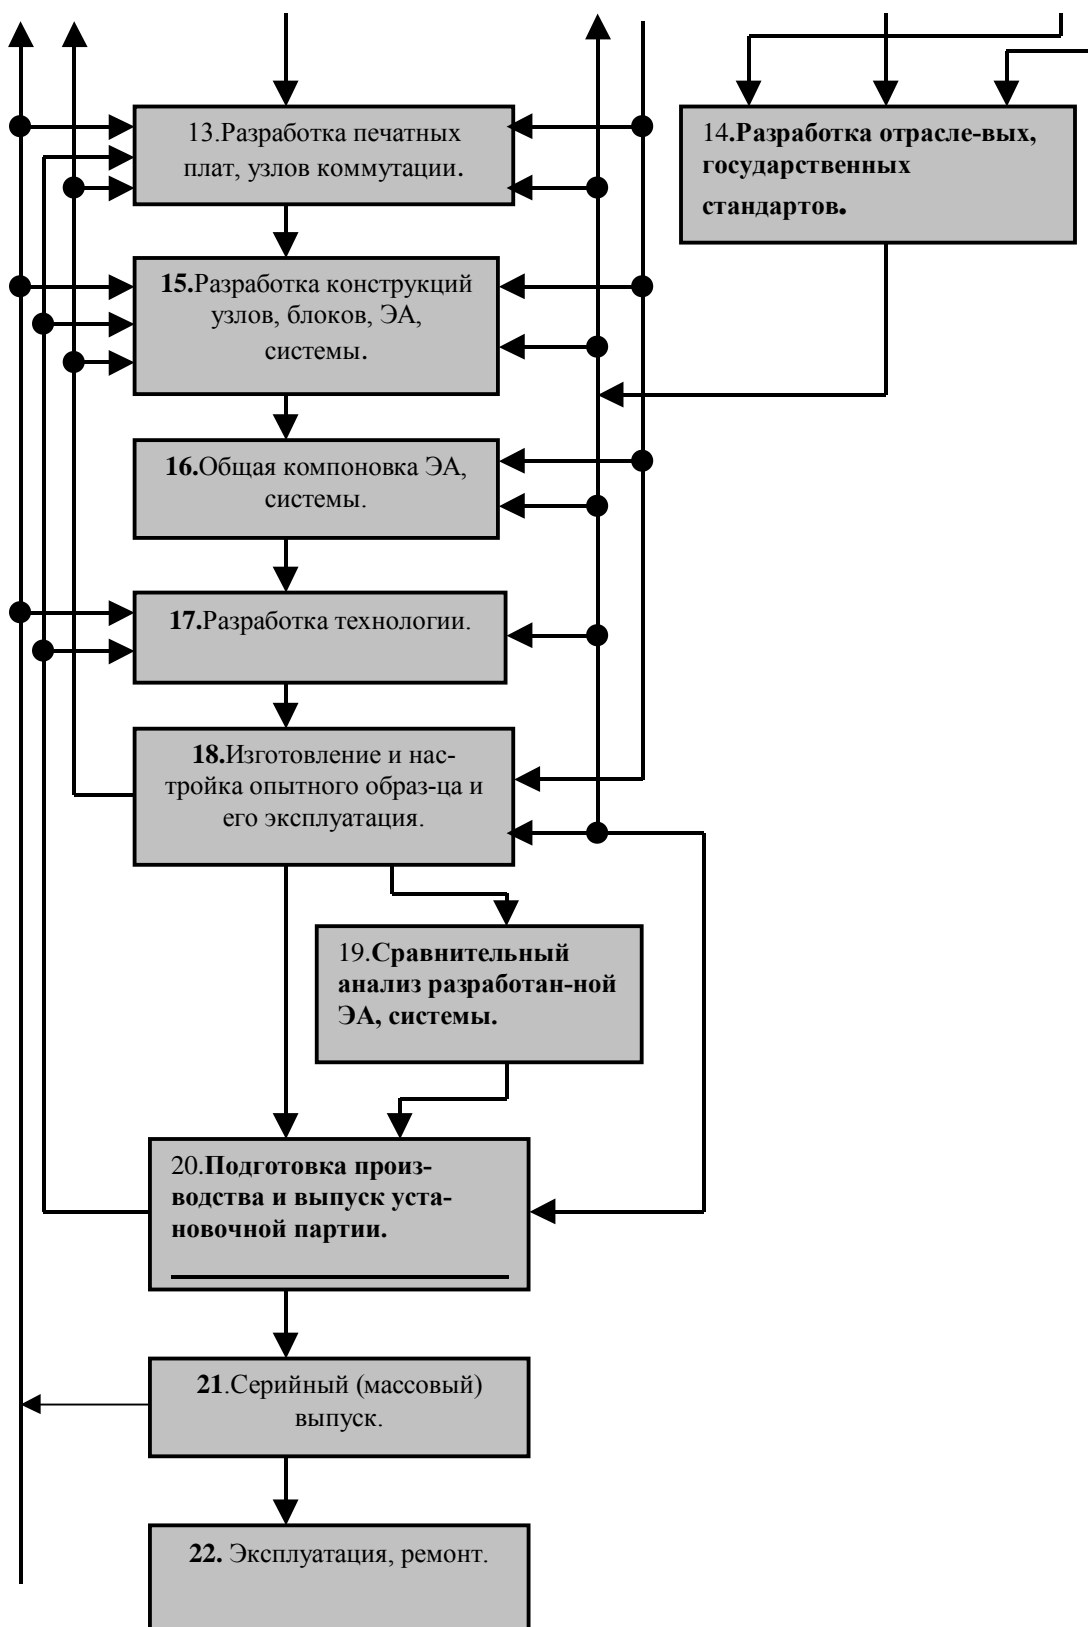 13.Разработка печатных
плат, узлов коммутации.
14.Разработка отрасле-вых,
государственных
стандартов.
15.Разработка конструкций
узлов, блоков, ЭА,
системы.
16.Общая компоновка ЭА,
системы.
17.Разработка технологии.
18.Изготовление и нас-
тройка опытного образ-ца и
его эксплуатация.
19.Сравнительный
анализ разработан-ной
ЭА, системы.
20.Подготовка произ-
водства и выпуск уста-
новочной партии.
21.Серийный (массовый)
выпуск.
22. Эксплуатация, ремонт.